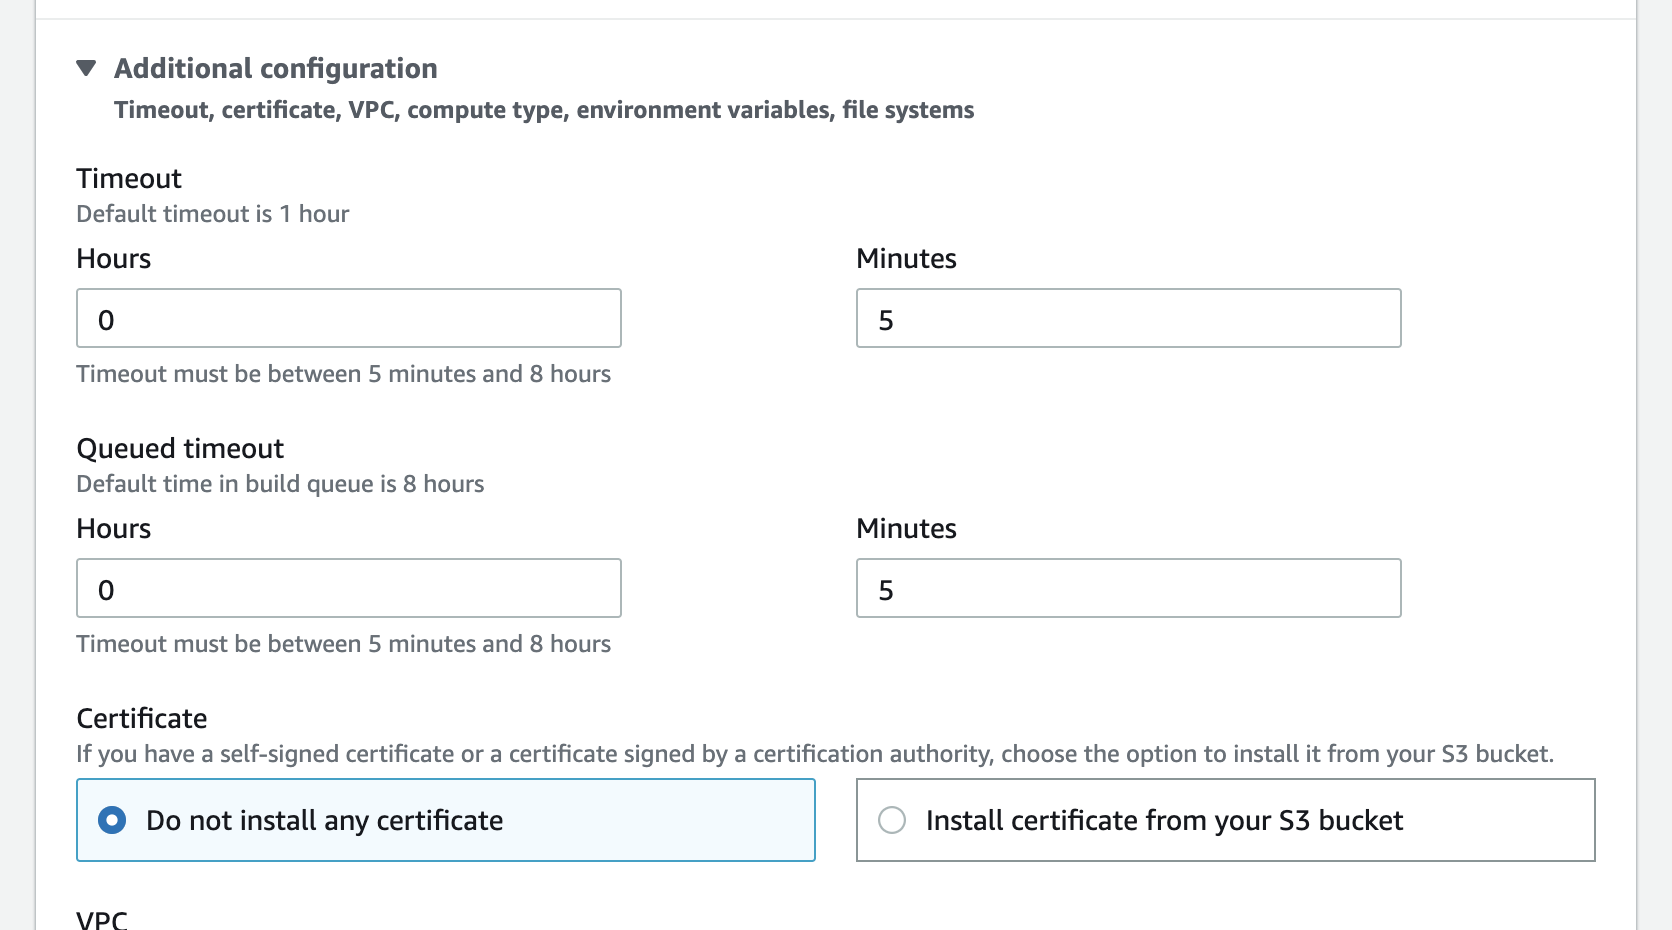 Additional configuration
Timeout, certificate, VPC, compute type, environment variables, file systems
Timeout
Default timeout is 1 hour
Hours
Minutes
0
5
Timeout must be between 5 minutes and 8 hours
Queued timeout
Default time in build queue is 8 hours
Hours
Minutes
0
5
Timeout must be between 5 minutes and 8 hours
Certificate
If you have a self-signed certificate or a certificate signed by a certification authority, choose the option to install it from your S3 bucket.
Do not install any certificate
Install certificate from your S3 bucket
VPC